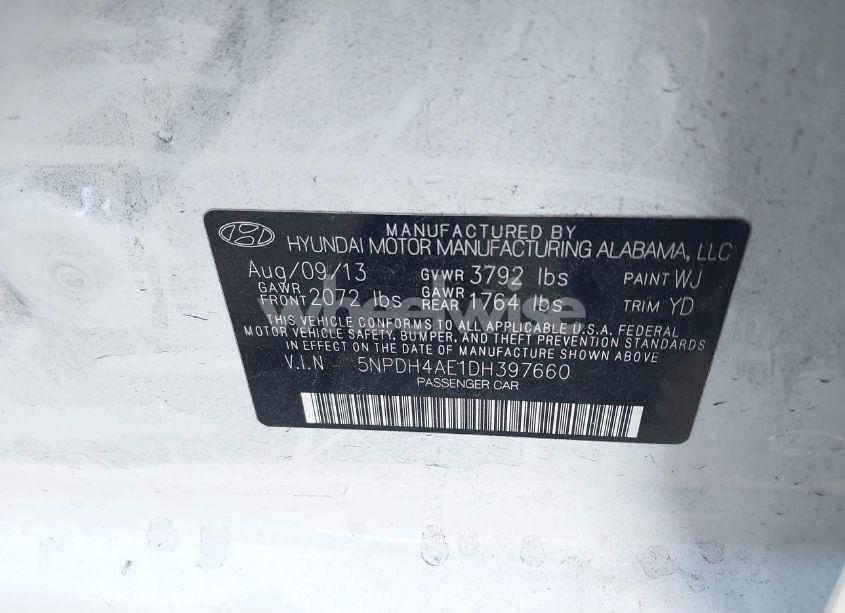 MANUFACTURED BY
HYUNDAI MOTOR MANUFACTURING ALABAMA, LLC
Aug/09/13 GVWR 3792 lbs PAINT WJ
GAWR FRONT 2072 lbs GAWR REAR 1764 lbs TRIM YD
wheelwise
THIS VEHICLE CONFORMS TO ALL APPLICABLE U.S.A. FEDERAL
MOTOR VEHICLE SAFETY, BUMPER, AND THEFT PREVENTION STANDARDS
IN EFFECT ON THE DATE OF MANUFACTURE SHOWN ABOVE.
V.I.N 5NPDH4AE1DH397660
PASSENGER CAR